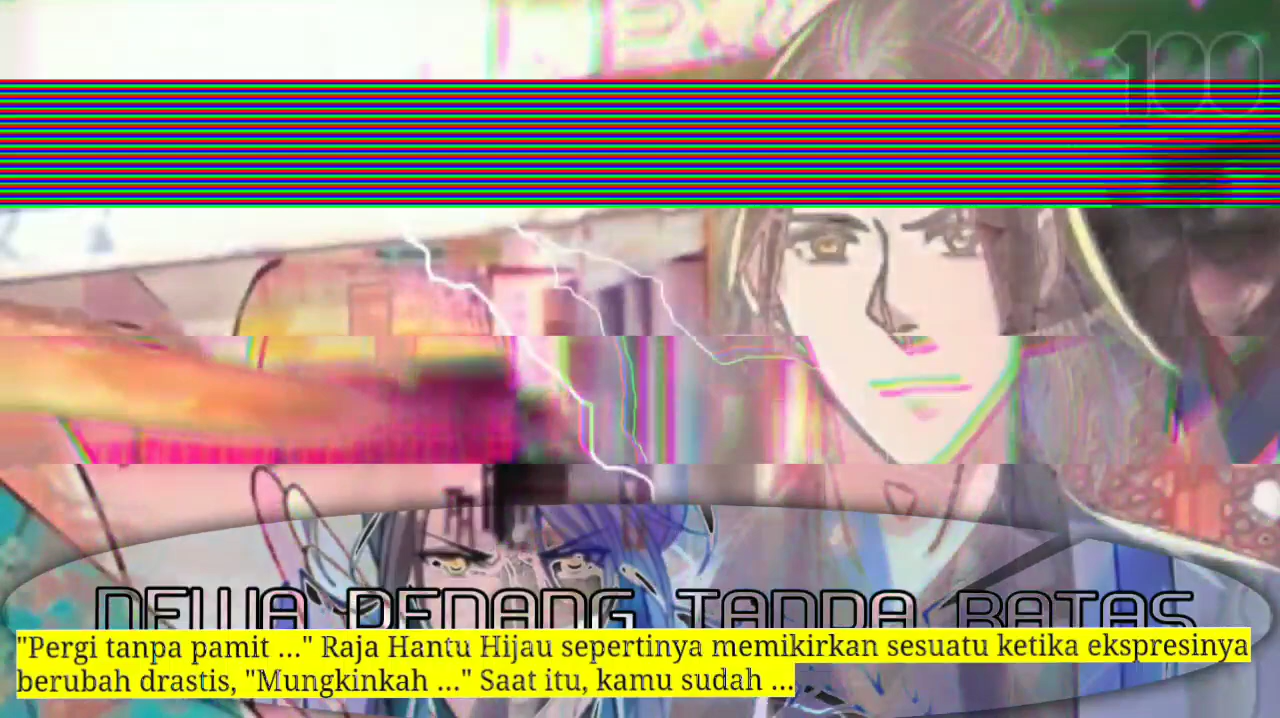 100
DEWA PEDANG TANPA BATAS
"Pergi tanpa pamit ..." Raja Hantu Hijau sepertinya memikirkan sesuatu ketika ekspresinya
berubah drastis, "Mungkinkah ..." Saat itu, kamu sudah ...